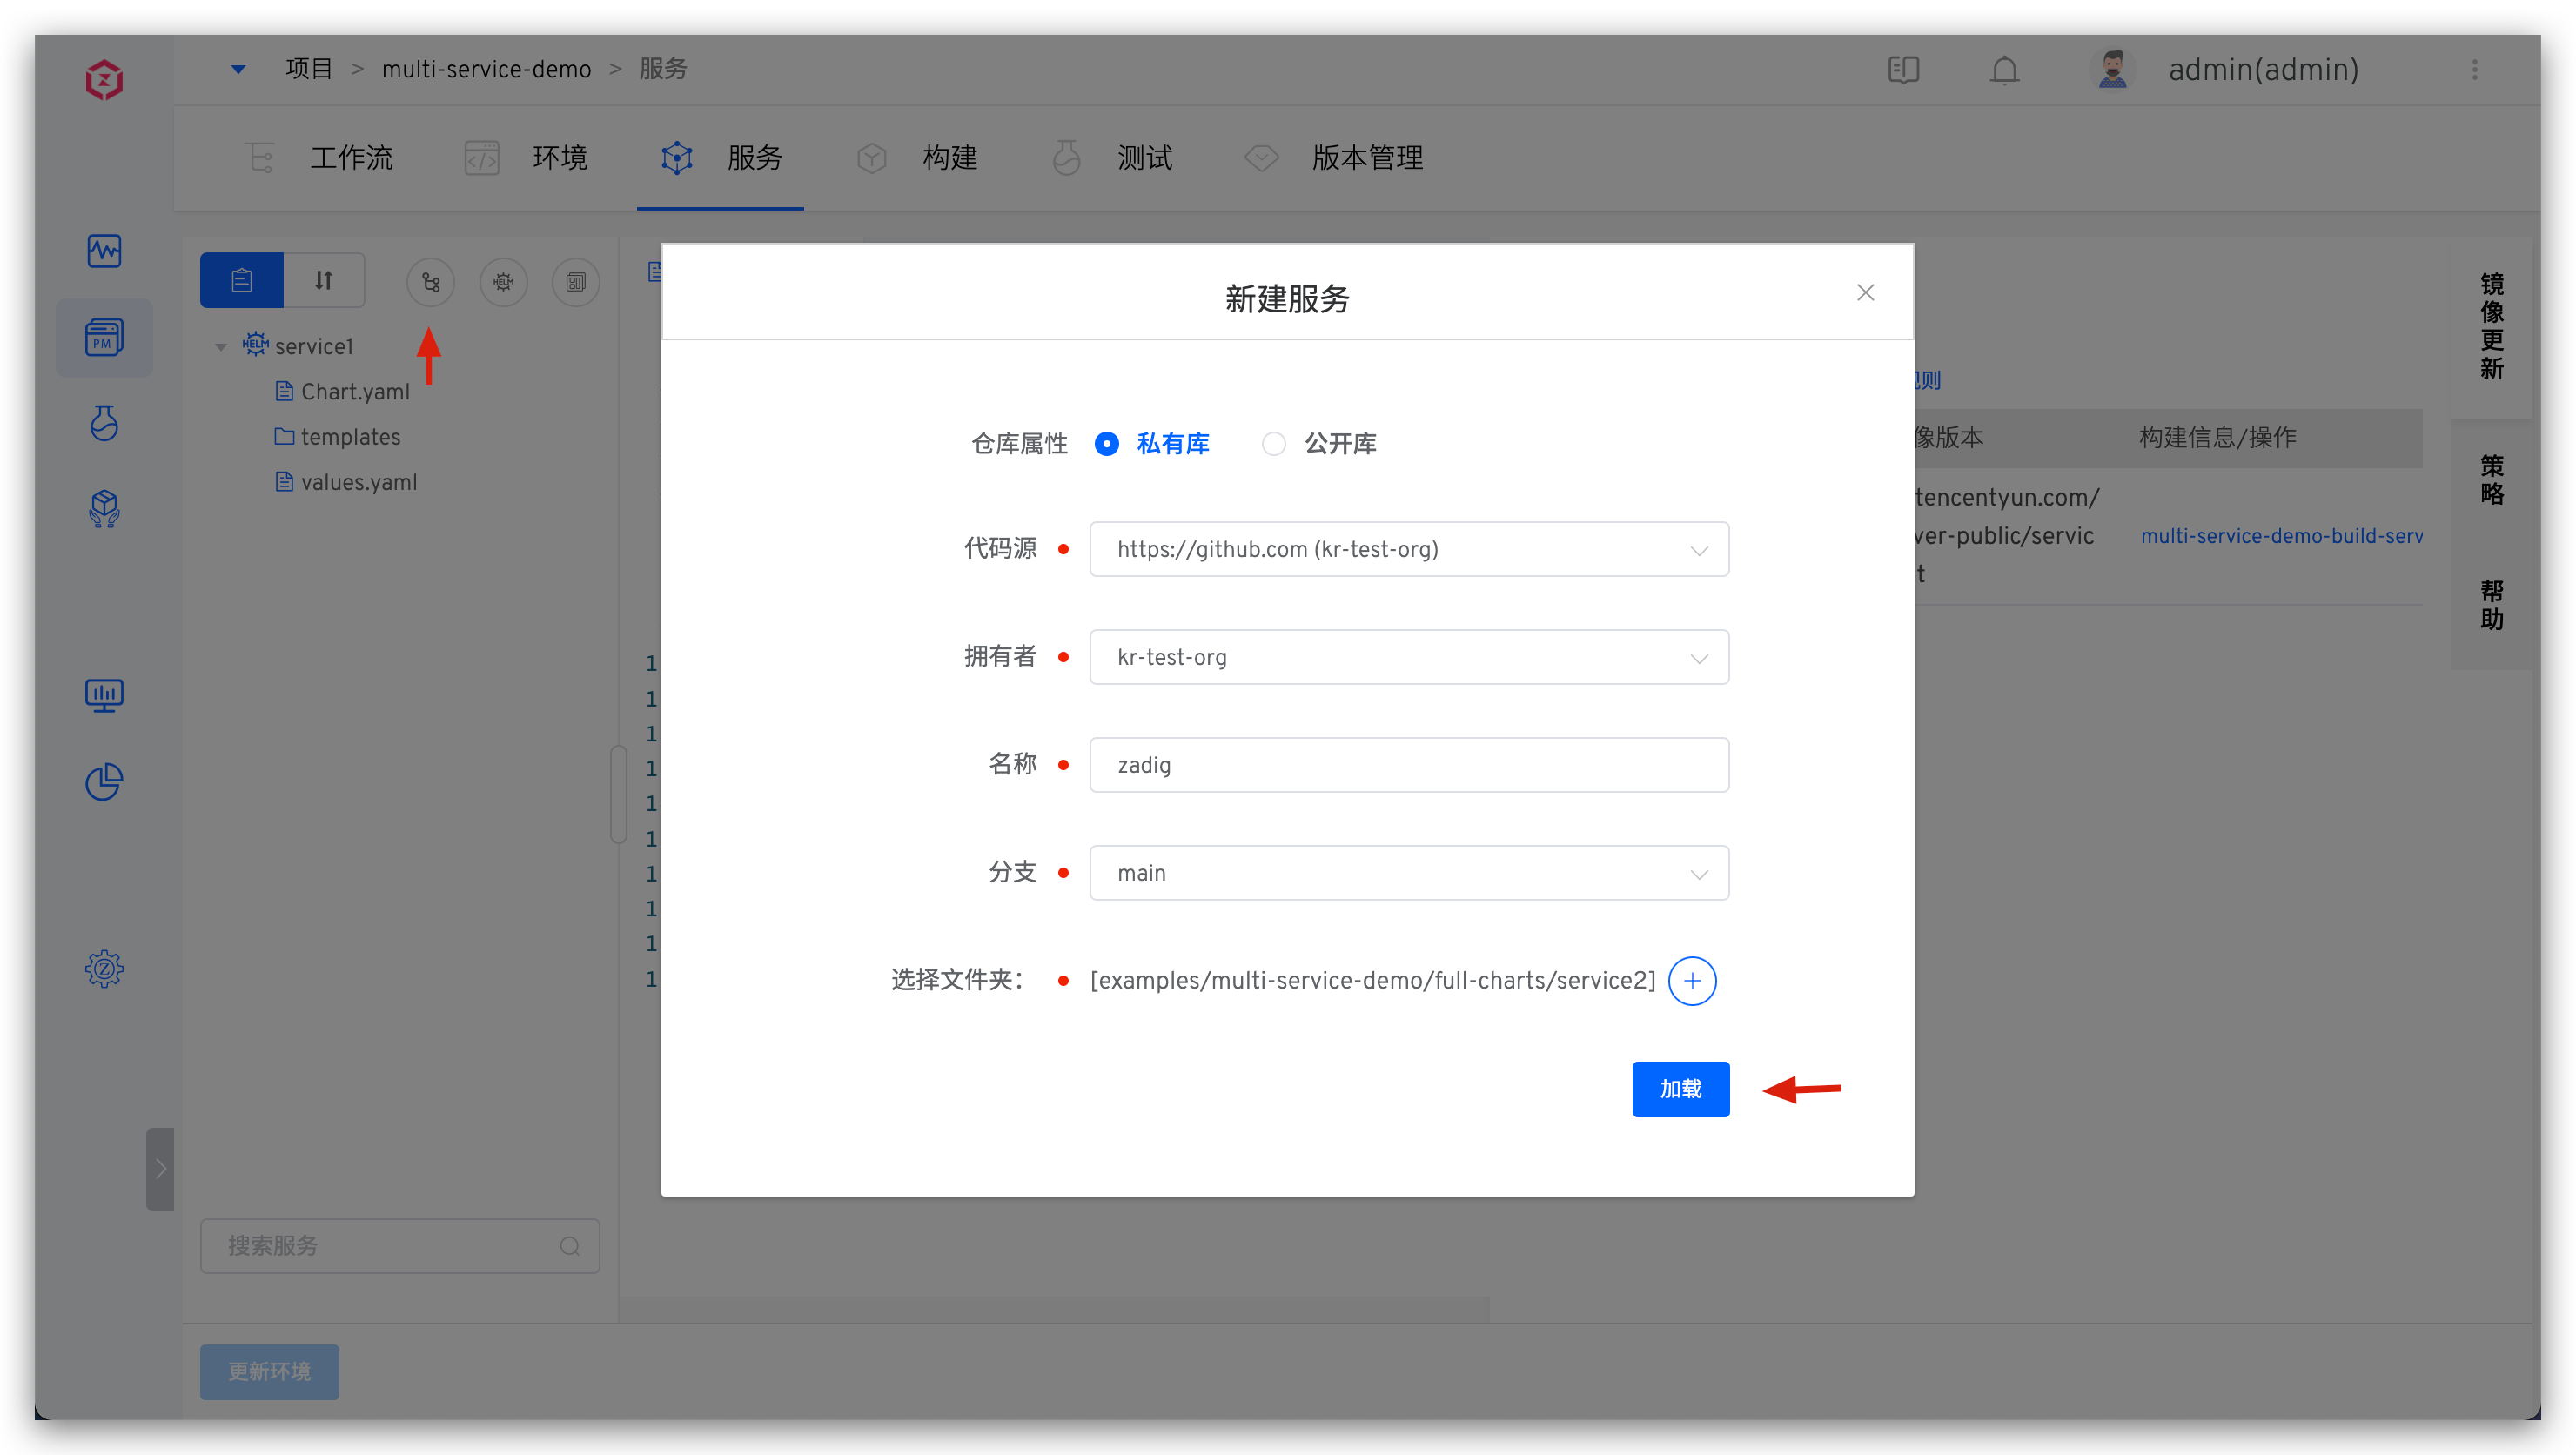 项目 > multi-service-demo > 服务
admin(admin)
工作流 环境 服务 构建 测试 版本管理
PM
HELM
HELM service1
Chart.yaml
templates
values.yaml
搜索服务
更新环境
新建服务
仓库属性 私有库 公开库
代码源 https://github.com (kr-test-org)
拥有者 kr-test-org
名称 zadig
分支 main
选择文件夹： [examples/multi-service-demo/full-charts/service2]
加载
1
1
1
1
1
1
1
1
1
1
则
像版本 构建信息/操作
tencentyun.com/
ver-public/servic
multi-service-demo-build-serv
t
镜像更新
策略
帮助